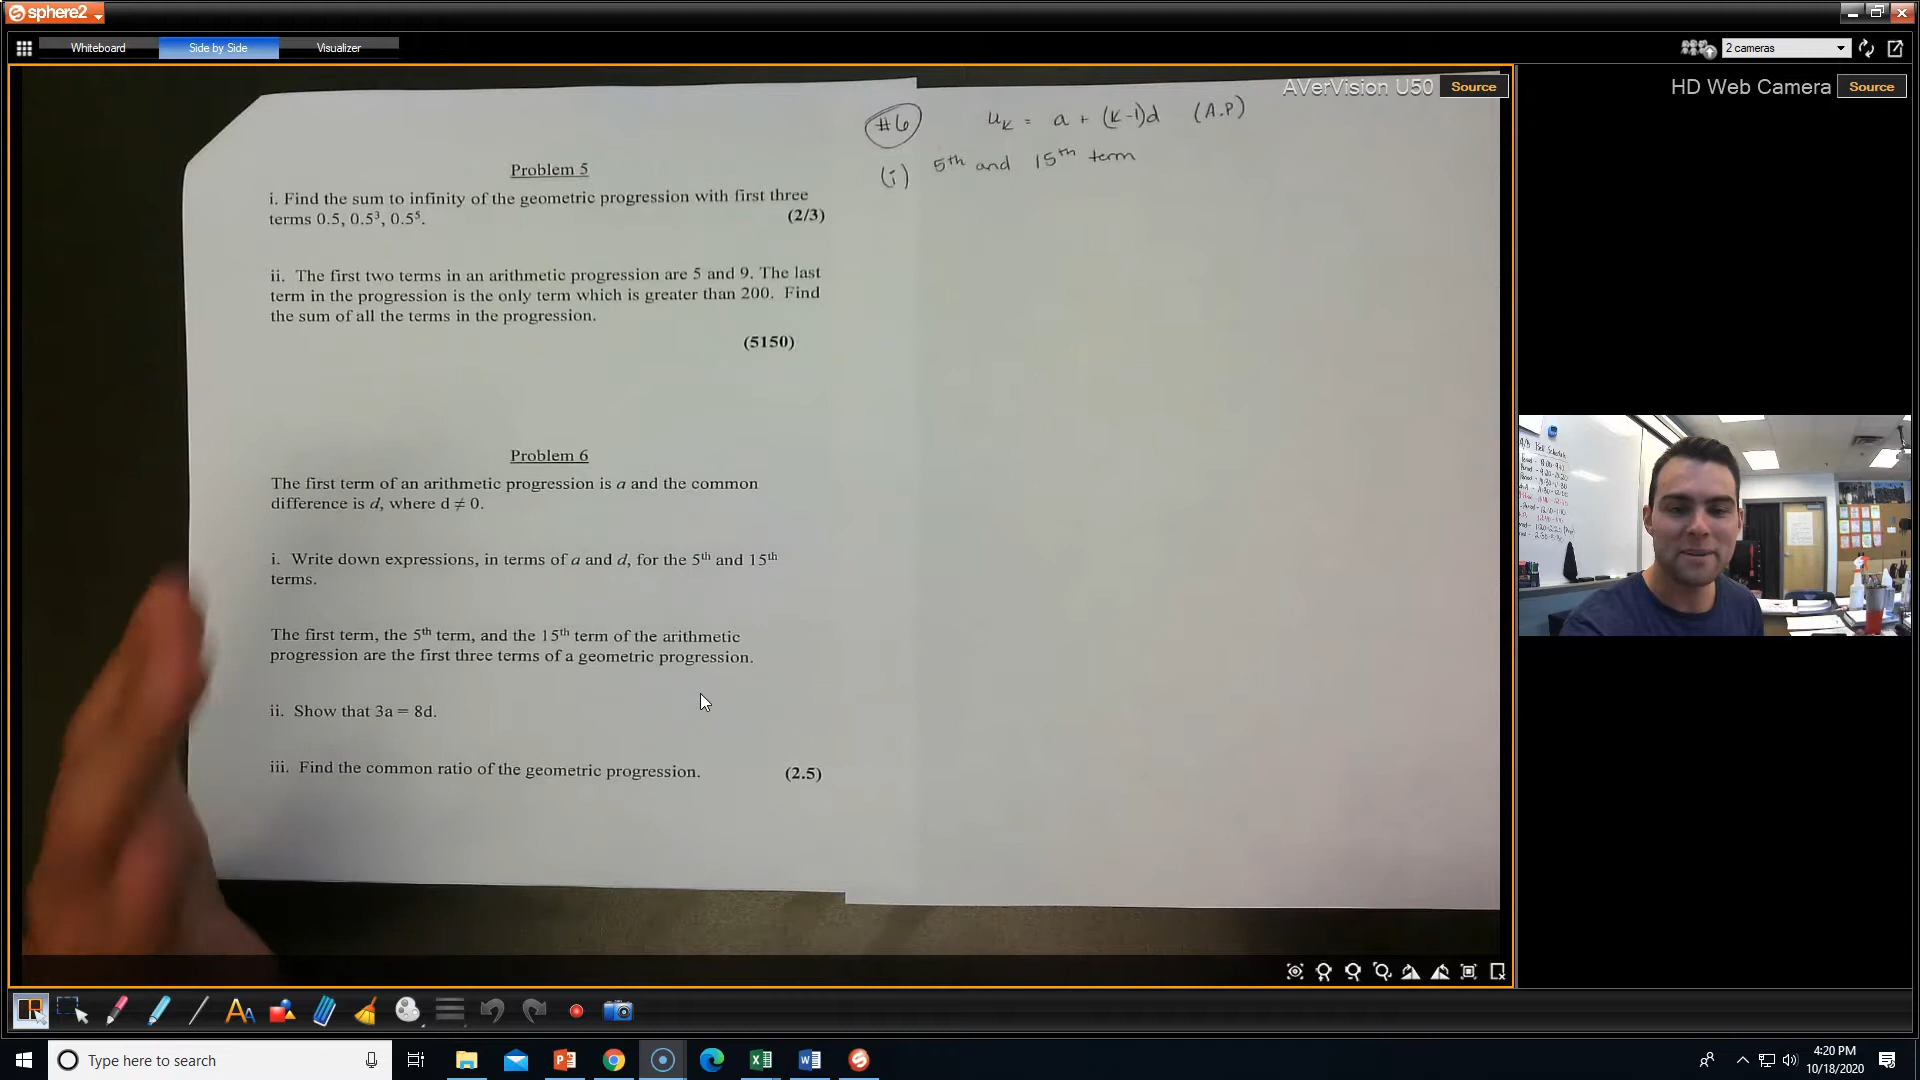 sphere2
Whiteboard
Side by Side
Visualizer
2 cameras
AVerVision U50
Source
HD Web Camera
Source
Problem 5
i. Find the sum to infinity of the geometric progression with first three
terms 0.5, 0.5³, 0.5⁵.
(2/3)
ii. The first two terms in an arithmetic progression are 5 and 9. The last
term in the progression is the only term which is greater than 200. Find
the sum of all the terms in the progression.
(5150)
Problem 6
The first term of an arithmetic progression is a and the common
difference is d, where d ≠ 0.
i. Write down expressions, in terms of a and d, for the 5th and 15th
terms.
The first term, the 5th term, and the 15th term of the arithmetic
progression are the first three terms of a geometric progression.
ii. Show that 3a = 8d.
iii. Find the common ratio of the geometric progression.
(2.5)
#6
uₖ = a + (k-1)d (A.P)
(i) 5th and 15th term
Bell Schedule
Type here to search
4:20 PM
10/18/2020